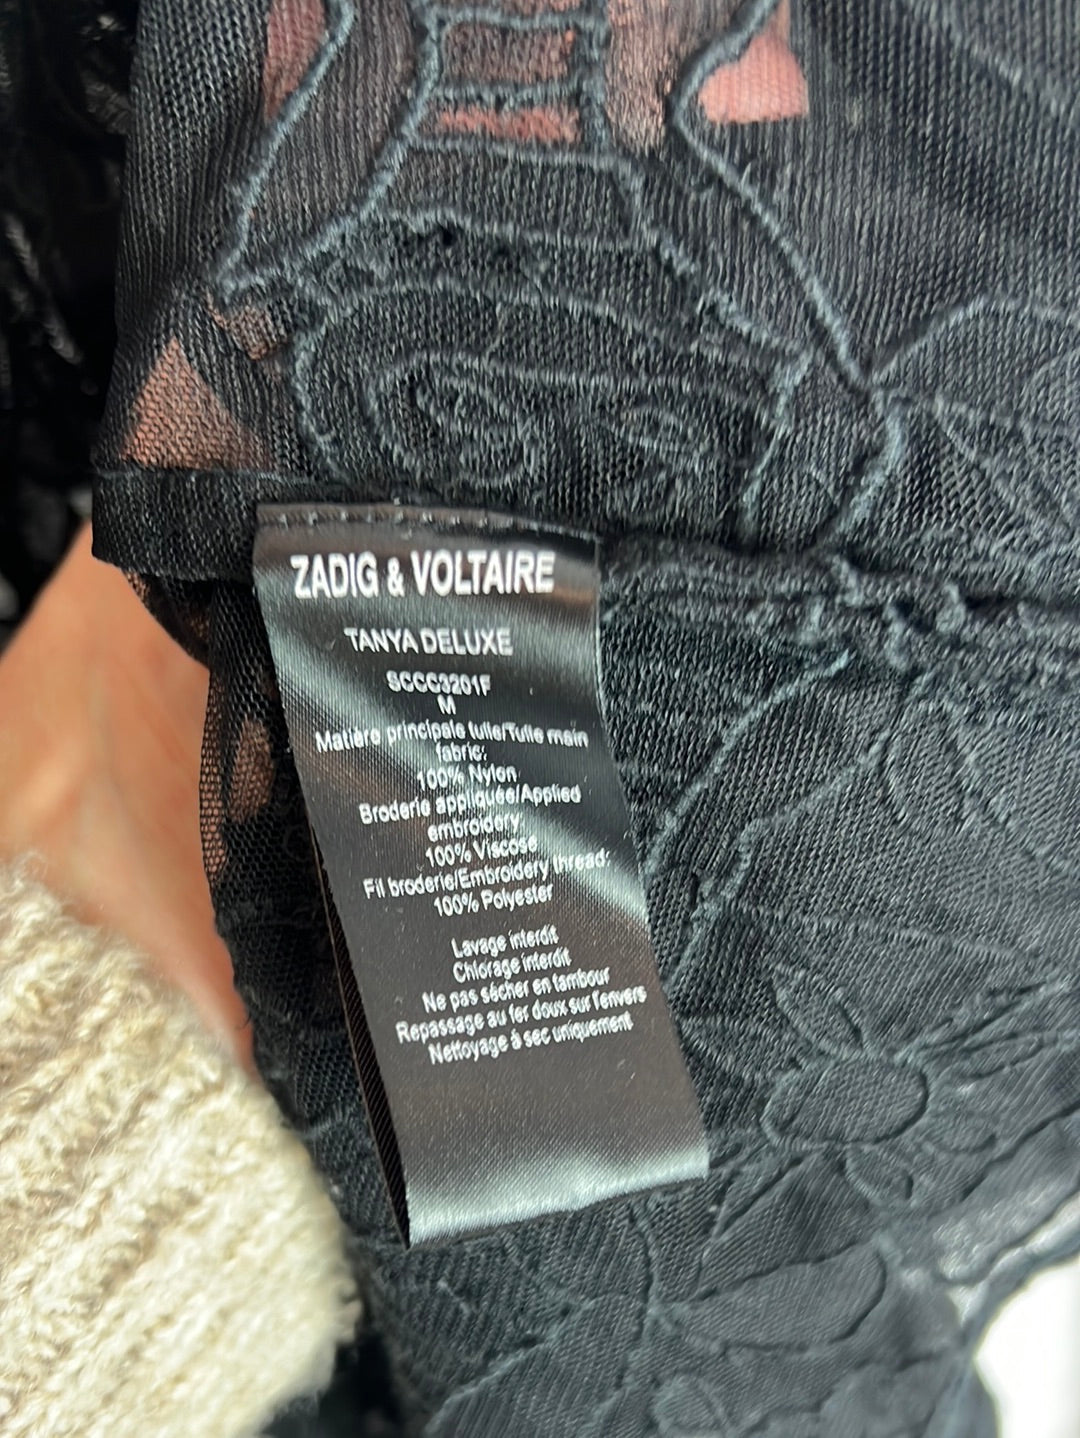 ZADIG & VOLTAIRE
TANYA DELUXE
SCCC3201F
M
Matière principale tulle/Tulle main
fabric:
100% Nylon
Broderie appliquée/Applied
embroidery:
100% Viscose
Fil broderie/Embroidery thread:
100% Polyester
Lavage interdit
Chlorage interdit
Ne pas sécher en tambour
Repassage au fer doux sur l'envers
Nettoyage à sec uniquement